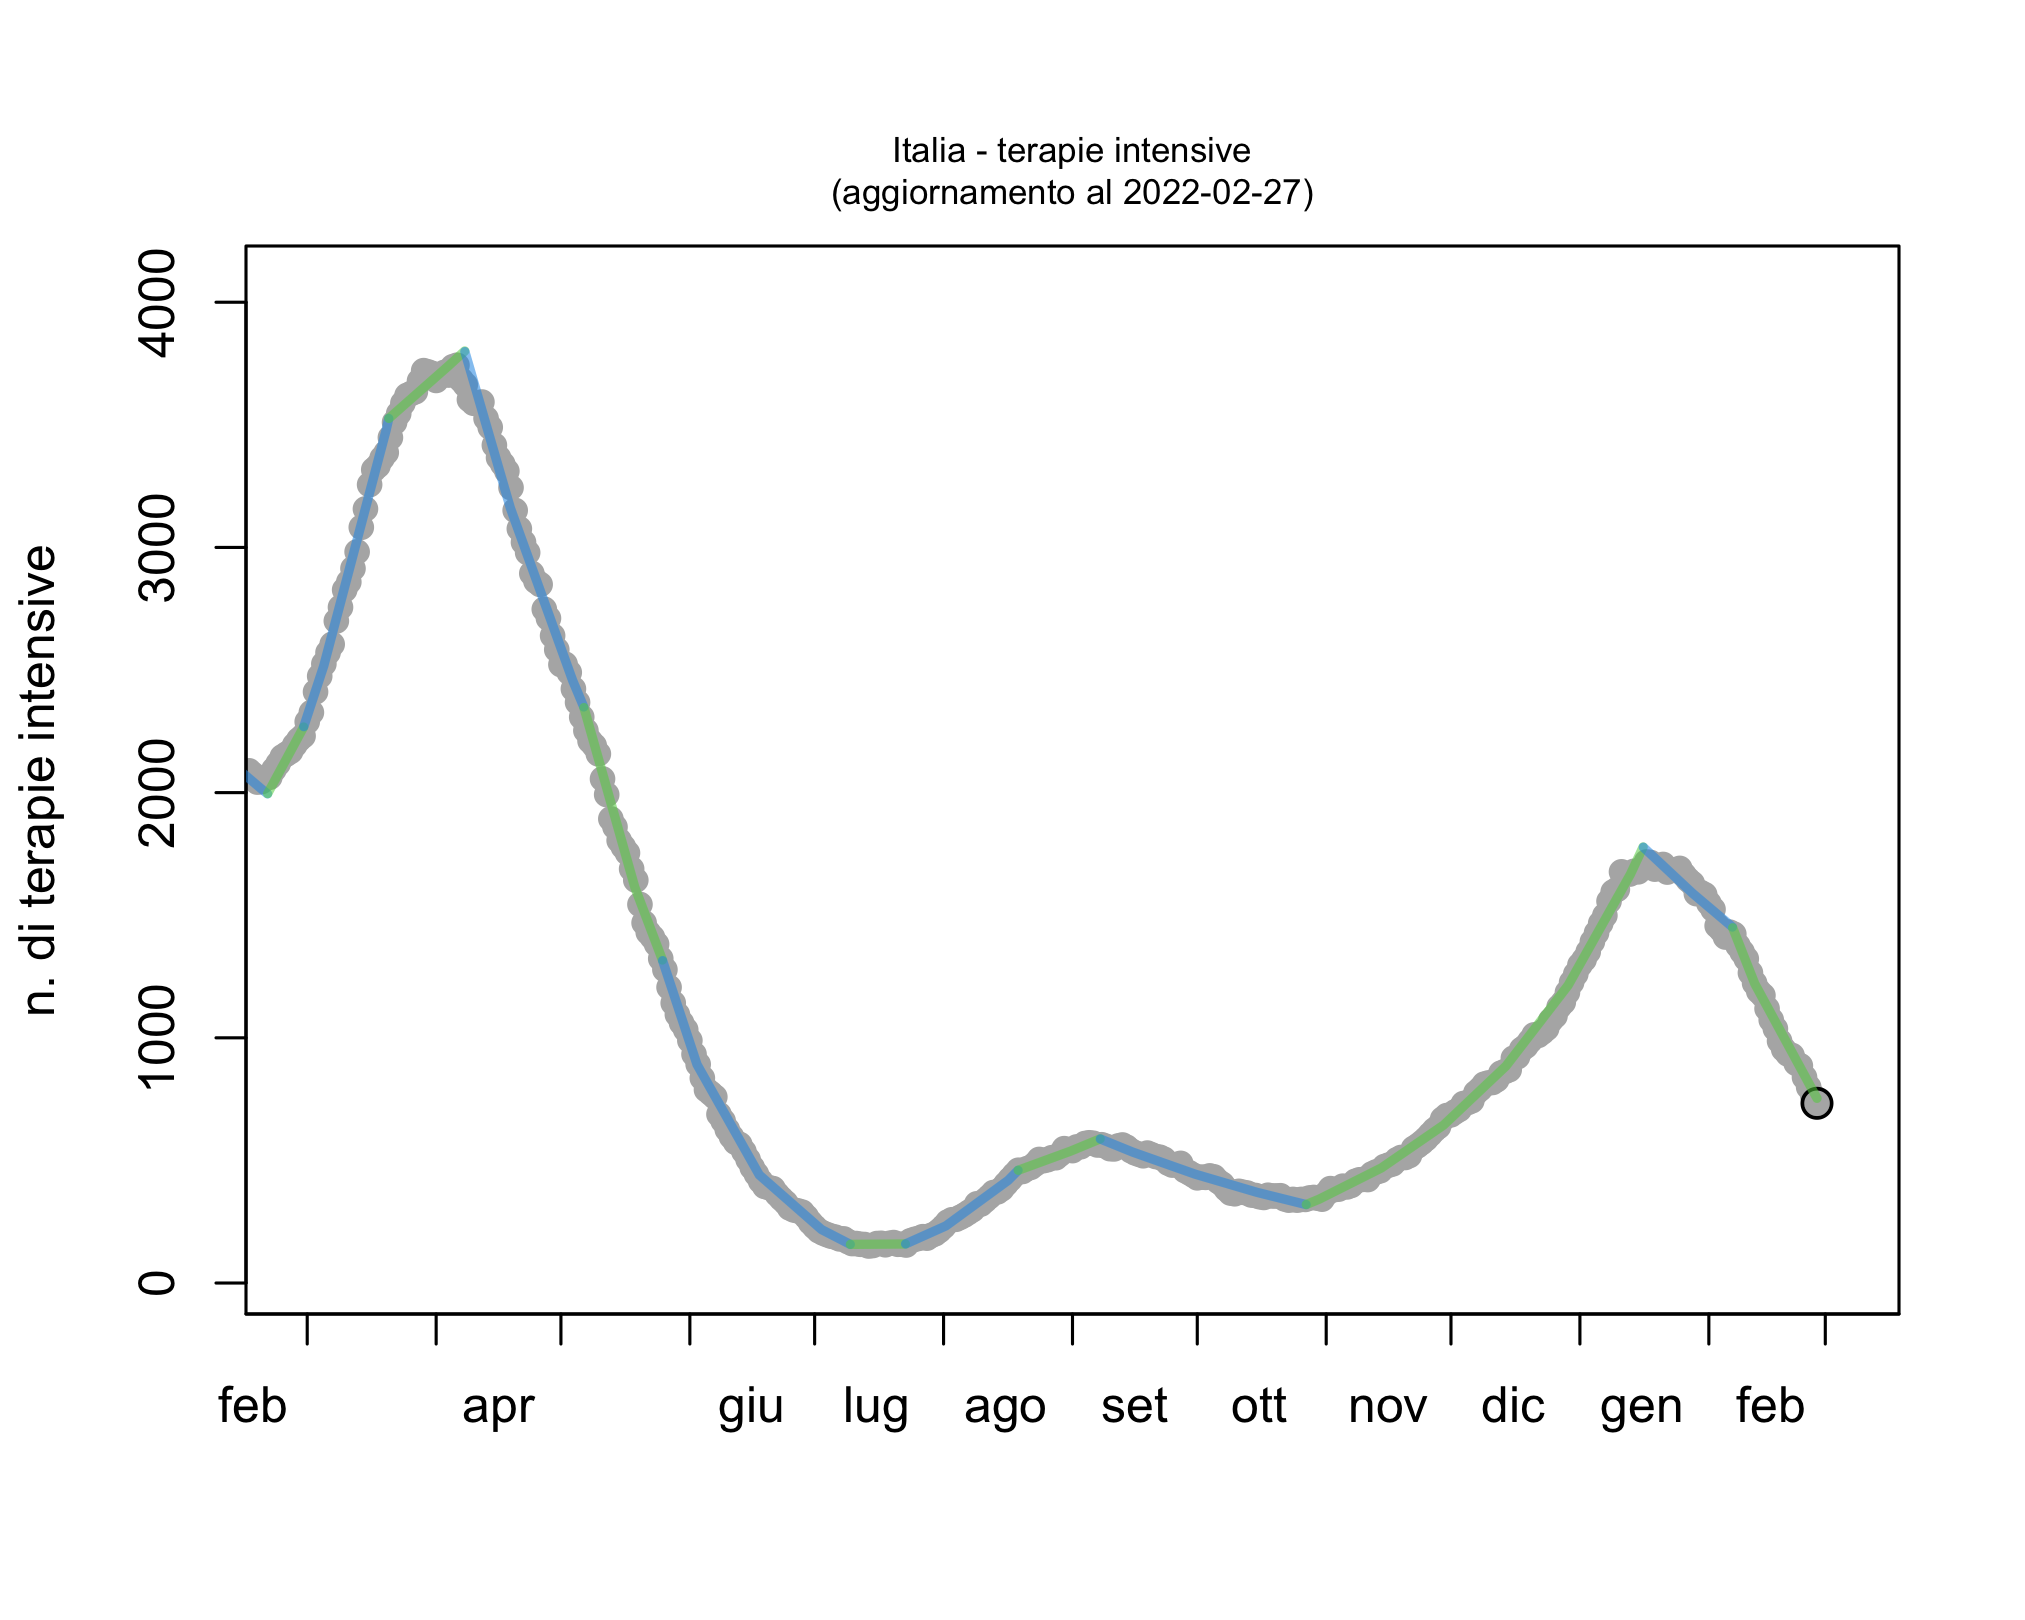 Italia - terapie intensive
(aggiornamento al 2022-02-27)
n. di terapie intensive
4000
3000
2000
1000
0
feb apr giu lug ago set ott nov dic gen feb